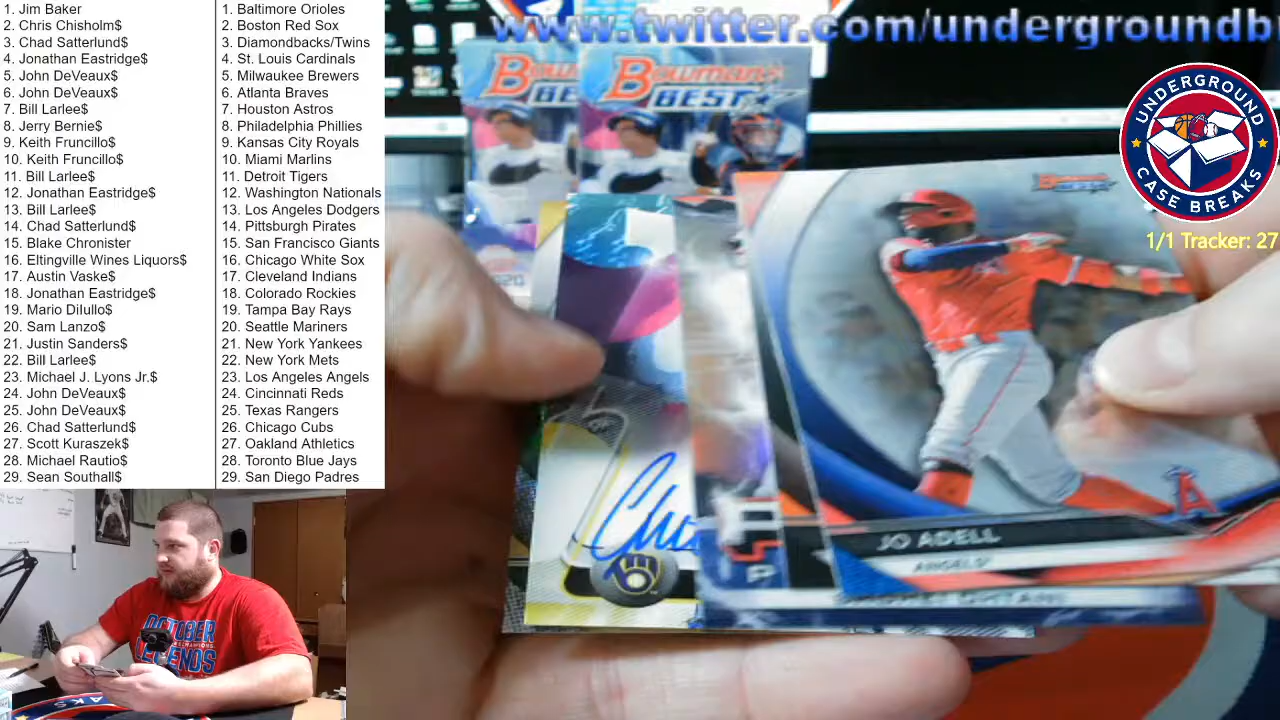 1. Jim Baker
2. Chris Chisholm$
3. Chad Satterlund$
4. Jonathan Eastridge$
5. John DeVeaux$
6. John DeVeaux$
7. Bill Larlee$
8. Jerry Bernie$
9. Keith Fruncillo$
10. Keith Fruncillo$
11. Bill Larlee$
12. Jonathan Eastridge$
13. Bill Larlee$
14. Chad Satterlund$
15. Blake Chronister
16. Eltingville Wines Liquors$
17. Austin Vaske$
18. Jonathan Eastridge$
19. Mario DiIullo$
20. Sam Lanzo$
21. Justin Sanders$
22. Bill Larlee$
23. Michael J. Lyons Jr.$
24. John DeVeaux$
25. John DeVeaux$
26. Chad Satterlund$
27. Scott Kuraszek$
28. Michael Rautio$
29. Sean Southall$
1. Baltimore Orioles
2. Boston Red Sox
3. Diamondbacks/Twins
4. St. Louis Cardinals
5. Milwaukee Brewers
6. Atlanta Braves
7. Houston Astros
8. Philadelphia Phillies
9. Kansas City Royals
10. Miami Marlins
11. Detroit Tigers
12. Washington Nationals
13. Los Angeles Dodgers
14. Pittsburgh Pirates
15. San Francisco Giants
16. Chicago White Sox
17. Cleveland Indians
18. Colorado Rockies
19. Tampa Bay Rays
20. Seattle Mariners
21. New York Yankees
22. New York Mets
23. Los Angeles Angels
24. Cincinnati Reds
25. Texas Rangers
26. Chicago Cubs
27. Oakland Athletics
28. Toronto Blue Jays
29. San Diego Padres
www.twitter.com/undergroundb
UNDERGROUND
CASE BREAKS
1/1 Tracker: 27
Bowman's
BE
Bowman's
BEST
Bowman's
BEST
JO ADELL
ANGELS
A
OCTOBER
LEGENDS